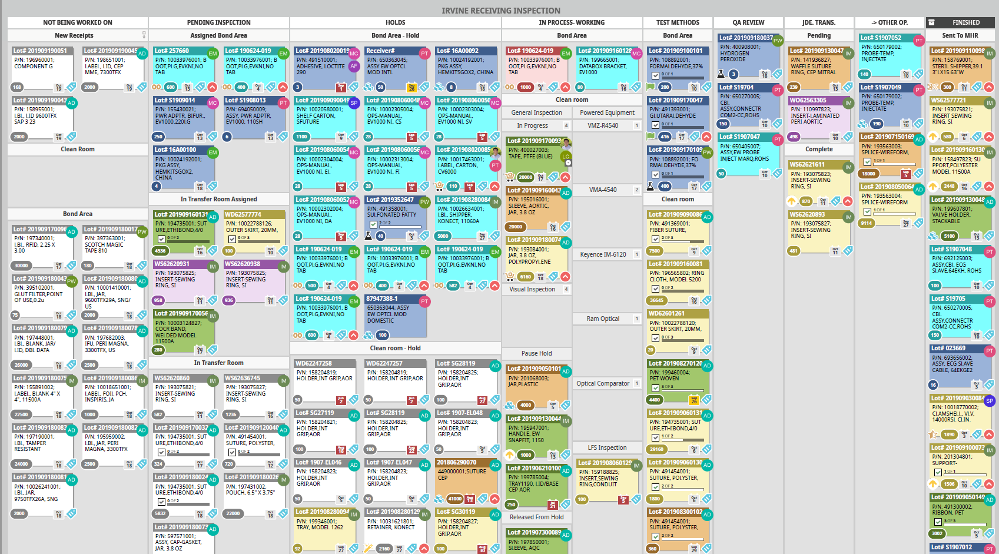 IRVINE RECEIVING INSPECTION
NOT BEING WORKED ON
New Receipts
Lot# 201909190051
P/N: 196960001;
COMPONENT G
168
Oct 19
Lot# 201909190045
AD
P/N: 198651001;
LABEL, I.ID, CEP
MME, 7300TFX
2000
Oct 19
Lot# 201909190043
AD
P/N: 158955001;
LBL, I.ID 9600TFX
SAP 3 23
2000
Oct 19
Clean Room
Bond Area
Lot# 201909170096
AD
P/N: 197340001;
LBL, RFID, 2.25 X
3.00
30000
Oct 17
Lot# 201909180017
PW
P/N: 397363001;
SCOTCH MAGIC
TAPE 810
180
Oct 18
Lot# 201909180043
PW
P/N: 395102001;
GLUT FILTER,POINT
OF USE,0.2u
75
Oct 18
Lot# 201909180080
AD
P/N: 10001410001;
LBL, JAR,
9600TFX29A, SNG/
US
2000
Oct 18
Lot# 201909180079
AD
P/N: 197448001;
LBL, BLANK, JAR/
I.ID, DBL DATA
26000
Oct 18
Lot# 201909180078
AD
P/N: 197682003;
IFU, PERI MAGNA,
3300TFX, US
2500
Oct 18
Lot# 201909180075
IM
P/N: 155891002;
LABEL, BLANK 4" X
4", 11500A
22500
Oct 18
Lot# 201909180086
IM
P/N: 10018651001;
LABEL, FOIL PCH,
INSPIRIS, JA
1000
Oct 18
Lot# 201909180083
AD
P/N: 197190001;
LBL, TAMPER
RESISTANT
24000
Oct 18
Lot# 201909180082
AD
P/N: 195959002;
LBL, JAR, PERI
MAGNA, 3300TFX
2500
Oct 18
Lot# 201909180081
AD
P/N: 10026241001;
LBL, JAR,
9750TFX26A, SNG
2000
Oct 18
PENDING INSPECTION
Assigned Bond Area
Lot# 257660
EM
P/N: 10033976001; B
OOT,PLG,EVKNI,NO
TAB
600
Oct 13
Lot# 190624-019
EM
P/N: 10033976001; B
OOT,PLG,EVKNI,NO
TAB
400
Oct 4
Lot# S1909014
MC
P/N: 155430021;
PWR ADPTR, BIFUR.,
EV1000,220LG
250
Oct 13
Lot# S1908013
PT
P/N: 694050009;
ASSY, PWR ADPTR,
EV1000, 110SH
6
Oct 13
Lot# 16A00100
EM
P/N: 10024192001;
PKG ASSY,
HEMKITSGOX2,
CHINA
4
Oct 18
In Transfer Room Assigned
Lot# 201909160131
AD
P/N: 194735001; SUT
URE,ETHIBOND,4/0
0 OF 2
4536
Oct 16
WD62577774
P/N: 10022788126;
OUTER SKIRT, 20MM,
0 OF 3
100
Oct 10
WS62620931
IM
P/N: 193075825;
INSERT-SEWING
RING, SI
958
Oct 11
WS62620938
IM
P/N: 193075825;
INSERT-SEWING
RING, SI
936
Oct 11
Lot# 201909170056
IM
P/N: 10003124827;
COCR BAND,
WELDED MODEL
11500A
280
Oct 17
In Transfer Room
WS62620860
IM
P/N: 193075821;
INSERT-SEWING
RING, SI
582
Oct 11
WS62636745
IM
P/N: 193075827;
INSERT-SEWING
RING, SI
1236
Oct 16
Lot# 201909170032
AD
P/N: 194735001; SUT
URE,ETHIBOND,4/0
0 OF 2
324
Oct 17
Lot# 201909120040
AD
P/N: 491454001;
SUTURE, POLYSTER,
0 OF 2
720
Oct 12
Lot# 201909180024
AD
P/N: 194735001; SUT
URE,ETHIBOND,4/0
0 OF 2
5832
Oct 18
Lot# 201909180026
IM
P/N: 197431002;
POUCH, 6.5" X 3.75"
22000
Oct 18
Lot# 201909180073
AD
P/N: 597571001;
ASSY, CAP-GASKET,
JAR, 3.8 OZ
HOLDS
Bond Area - Hold
Lot# 201908020019
MC
AF
P/N: 491510001;
ADHESIVE, LOCTITE
290
3
Sep 1
Receiver#
PT
P/N: 650363045;
ASSY EW OPTCL
MOD INTL
50
Sep 26
Lot# 16A00092
P/N: 10024192001;
PKG ASSY,
HEMKITSGOX2, CHINA
8
Oct 18
Lot# 2019090900045
SP
P/N: 10020580001;
SHELF CARTON,
SFUTURE
1100
Oct 9
Lot# 2019080600048
MC
P/N: 10002305004;
OPS-MANUAL,
EV1000 NI, CS
28
Sep 5
Lot# 2019080600050
MC
P/N: 10002303004;
OPS-MANUAL,
EV1000 NI, SV
28
Sep 5
Lot# 2019080600054
MC
P/N: 10002304004;
OPS-MANUAL,
EV1000 NI, EL
28
Sep 5
Lot# 2019080600056
MC
P/N: 10002313004;
OPS-MANUAL,
EV1000 NI, FI
28
Sep 5
Lot# 2019080200085
PT
P/N: 10017463001;
LABEL, CARTON,
CV6000
110
Sep 1
Lot# 2019080600052
MC
P/N: 10002302004;
OPS-MANUAL,
EV1000 NI, DA
28
Sep 5
Lot# 2019352647
PW
P/N: 491358001;
SULFONATED FATTY
2 OF 2
40
Oct 3
Lot# 2019082800084
IM
P/N: 10026634001;
LBL, SHIPPER,
KONECT, 11060A
5000
Sep 27
Lot# 190624-019
EM
P/N: 10033976001; B
OOT,PLG,EVKNI,NO
TAB
500
Oct 4
Lot# 190624-019
EM
P/N: 10033976001; B
OOT,PLG,EVKNI,NO
TAB
400
Oct 4
Lot# 190624-019
EM
P/N: 10033976001; B
OOT,PLG,EVKNI,NO
TAB
582
Oct 4
Lot# 190624-019
EM
P/N: 10033976001; B
OOT,PLG,EVKNI,NO
TAB
600
Oct 4
87947388-1
PT
650363044; ASSY
EW OPTCL MOD
DOMESTIC
100
Clean room - Hold
WD62247258
P/N: 158204819;
HOLDER,INT GRIP,AOR
50
Jun 2
WD62247257
P/N: 158204819;
HOLDER,INT GRIP,AOR
50
Jun 2
Lot# SG28119
AD
P/N: 158204825;
HOLDER,INT
GRIP,AOR
100
Aug 22
Lot# SG27119
AD
P/N: 158204821;
HOLDER,INT
GRIP,AOR
100
Aug 18
Lot# SG28119
AD
P/N: 158204825;
HOLDER,INT
GRIP,AOR
100
Aug 22
Lot# 1907-EL048
AD
P/N: 158204823;
HOLDER,INT
GRIP,AOR
50
Oct 5
Lot# 1907-EL046
AD
P/N: 158204823;
HOLDER,INT
GRIP,AOR
50
Oct 5
Lot# 1907-EL047
AD
P/N: 158204823;
HOLDER,INT
GRIP,AOR
50
Oct 5
201806290070
AD
449000001;SUTURE
CEP
41000
Aug 13
Lot# 2019082800094
IM
P/N: 199346001;
TRAY, MODEL 1262
92
Sep 27
Lot# 201908280129
IM
P/N: 10031621801;
RETAINER, KONECT
2160
Sep 27
Lot# SG30119
AD
P/N: 158204827;
HOLDER,INT
GRIP,AOR
100
Aug 30
IN PROCESS- WORKING
Bond Area
Lot# 190624-019
EM
P/N: 10033976001; B
OOT,PLG,EVKNI,NO
TAB
1000
Oct 4
Lot# 201909160128
MC
P/N: 199665001;
DATABOX BRACKET,
EV1000
80
Oct 16
Clean room
General Inspection
Powered Equipment
In Progress
4
VMZ-R4540
1
Lot# 201909170093
LC
P/N: 400027003;
TAPE, PTFE (BLUE)
20000
Oct 17
Lot# 2019091600043
AD
P/N: 195016001;
SLEEVE, AORTIC,
JAR, 3.8 OZ
20000
Oct 16
VMA-4540
2
Lot# 2019091800074
AD
P/N: 193084001;
JAR, 3.8 OZ,
POLYPROPYLENE
6160
Oct 18
Keyence IM-6120
1
Visual Inspection
4
Ram Optical
1
Pause Hold
Lot# 201909050101
AD
P/N: 201068003;
JAR,PLASTIC
4000
Oct 5
Optical Comparator
1
Lot# 2019091300044
IM
P/N: 195947001;
HANDLE, EW
SNAPFIT, 1150
1000
Oct 13
LFS Inspection
Lot# 201908060129
IM
P/N: 159188825;
INSERT,SEWING
RING,CONDUIT
100
Sep 5
Lot# 2019062101006
AD
P/N: 199785004;
TRAY1190, I.ID/BASE
CEP AOR
250
Jul 21
Released From Hold
Lot# 2019073000089
AD
P/N: 197850001;
SLEEVE, AQC
TEST METHODS
Bond Area
Lot# 201909100101
P/N: 108892001;
FORMALDEHYDE,37%
0 OF 1
200
Oct 10
Lot# 201909170047
P/N: 491393001;
GLUTARALDEHYDE
0 OF 1
416
Oct 17
Lot# 2019091701059
PW
P/N: 108892001; FO
RMALDEHYDE,37%
0 OF 1
400
Oct 17
Clean room
Lot# 2019090900086
AD
P/N: 491369001;
FIBER SUTURE,
2 OF 3
7500
Oct 9
Lot# 201909160081
P/N: 196565802; RING
CLOTH, MODEL 5200
0 OF 2
36645
Oct 16
WD62601261
P/N: 10022788120;
OUTER SKIRT, 20MM,
0 OF 3
20
Oct 9
Lot# 201908270120
AD
P/N: 199460004;
PET WOVEN
3 OF 3
4400
Sep 26
Lot# 201909060131
AD
P/N: 194735001; SUT
URE,ETHIBOND,4/0
1 OF 2
29160
Oct 6
Lot# 201909060130
AD
P/N: 491454001;
SUTURE, POLYSTER,
2 OF 2
1800
Oct 6
Lot# 201908300102
AD
P/N: 491454001;
SUTURE, POLYSTER,
2 OF 2
360
Sep 29
QA REVIEW
Lot# 2019091800037
PW
P/N: 400908001;
HYDROGEN
PEROXIDE
3
Oct 18
Lot# S19704
PT
P/N: 650270005;
CBL
ASSY,CONNECTR
COM2-CC,ROHS
150
Oct 10
Lot# S1907047
PT
P/N: 650405007;
ASSY,EW PROBE
INJECT MARQ,ROHS
50
Oct 10
JDE. TRANS.
Pending
Lot# 2019091300047
IM
P/N: 141936827;
WAFFLE SUTURE
RING, CEP MITRAL
239
Oct 13
WO62563305
IM
P/N: 110997823;
INSERT-LAMINATED
PERI AORTIC
498
Oct 10
Complete
WS62621611
IM
P/N: 193075823;
INSERT-SEWING
RING, SI
870
Oct 11
WS62620893
IM
P/N: 193075827;
INSERT-SEWING
RING, SI
481
Oct 11
-> OTHER OP.
Lot# S1907052
PT
P/N: 650179002;
PROBE-TEMP,
INJECTATE
140
Oct 10
Lot# S1907049
PT
P/N: 650179002;
PROBE-TEMP,
INJECTATE
190
Oct 10
Lot# 2019071501690
AD
P/N: 193563003;
SPLICE-WIREFORM,
1 OF 1
18000
Sep 5
Lot# 2019080500064
AD
P/N: 193563004;
SPLICE-WIREFORM
1 OF 1
9114
Sep 27
FINISHED
Sent To MHR
Lot# 2019091100098
IM
P/N: 158769001;
STERIL SHIPPER,39.1
3"LX15.63"W
300
Oct 11
WS62577721
IM
P/N: 193075821;
INSERT SEWING
RING, SI
580
Oct 6
Lot# 2019091601300
IM
P/N: 158497823; SU
PPORT,POLYESTER
MODEL 11500A
2448
Oct 16
Lot# 2019091300048
AD
P/N: 199607801;
VALVE HOLDER,
STACKABLE
5100
Oct 13
Lot# S1907048
PT
P/N: 692125003;
ASSY,CBL ECG
SLAVE,64EKH, ROHS
100
Oct 10
Lot# S19705
PT
P/N: 650270005;
CBL
ASSY,CONNECTR
COM2-CC,ROHS
150
Oct 10
Lot# 023669
PT
P/N: 693656002;
ASSY, ECG SLAVE
CABLE, 64EKGE2
16
Oct 3
Lot# 2019090300084
SP
P/N: 10018770002;
CLAMSHELL, VLV,
14000RSL CLIN.
1890
Oct 3
Lot# 2019091000073
IM
P/N: 201304801;
SUPPORT-
1 OF 1
1506
Oct 10
Lot# 2019090501490
AD
P/N: 491300002;
RIBBON, PET
3 OF 3
3002
Oct 5
Lot# S1907012
PT